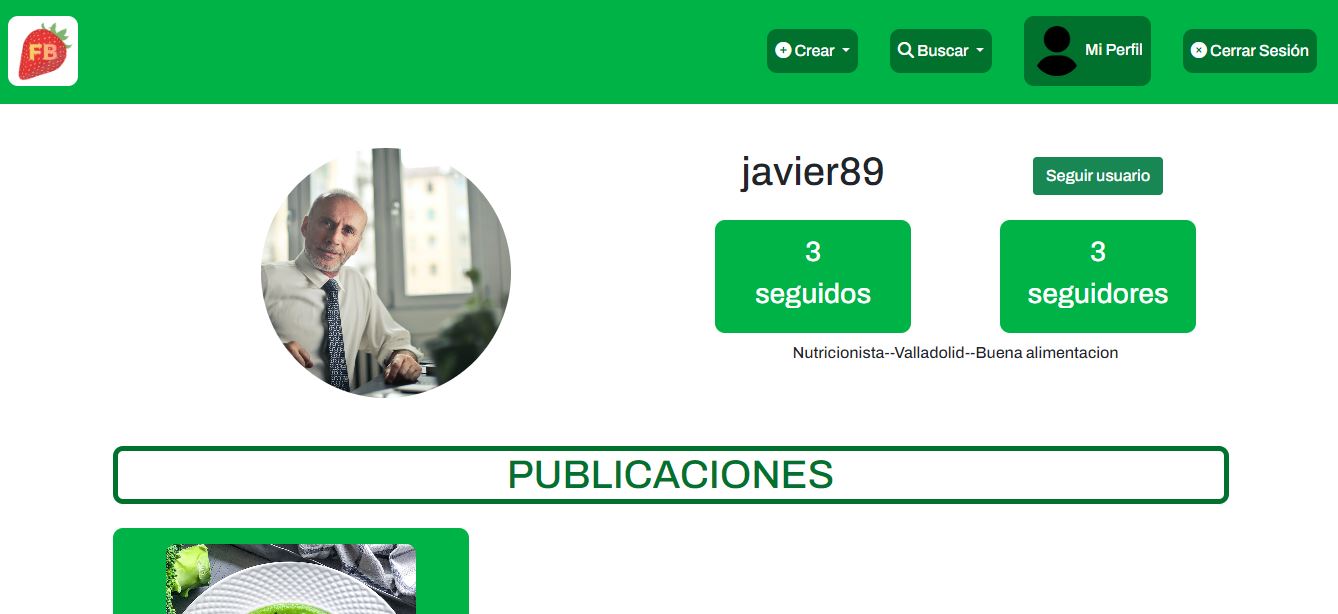 FB
Crear
Buscar
Mi Perfil
Cerrar Sesión
javier89
Seguir usuario
3
seguidos
3
seguidores
Nutricionista--Valladolid--Buena alimentacion
PUBLICACIONES